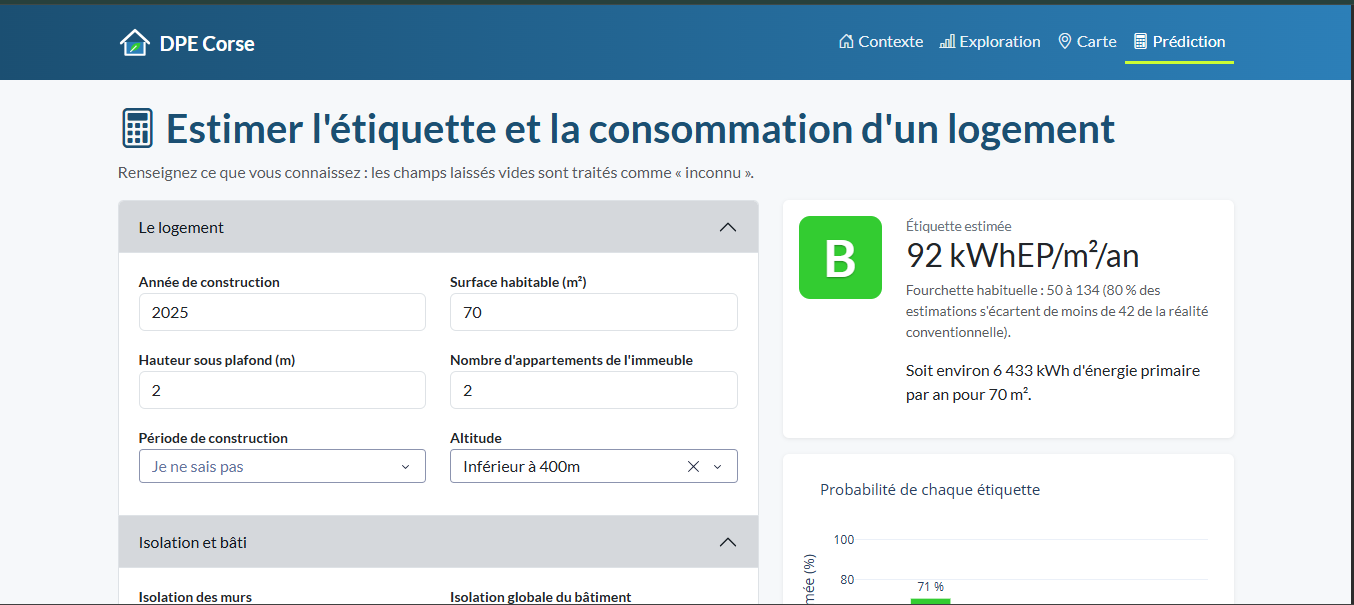 DPE Corse
Contexte
Exploration
Carte
Prédiction
Estimer l'étiquette et la consommation d'un logement
Renseignez ce que vous connaissez : les champs laissés vides sont traités comme « inconnu ».
Le logement
Année de construction
Surface habitable (m²)
2025
70
Hauteur sous plafond (m)
Nombre d'appartements de l'immeuble
2
2
Période de construction
Altitude
Je ne sais pas
Inférieur à 400m
Isolation et bâti
Isolation des murs
Isolation globale du bâtiment
B
Étiquette estimée
92 kWhEP/m²/an
Fourchette habituelle : 50 à 134 (80 % des
estimations s'écartent de moins de 42 de la réalité
conventionnelle).
Soit environ 6 433 kWh d'énergie primaire
par an pour 70 m².
Probabilité de chaque étiquette
100
80
71 %